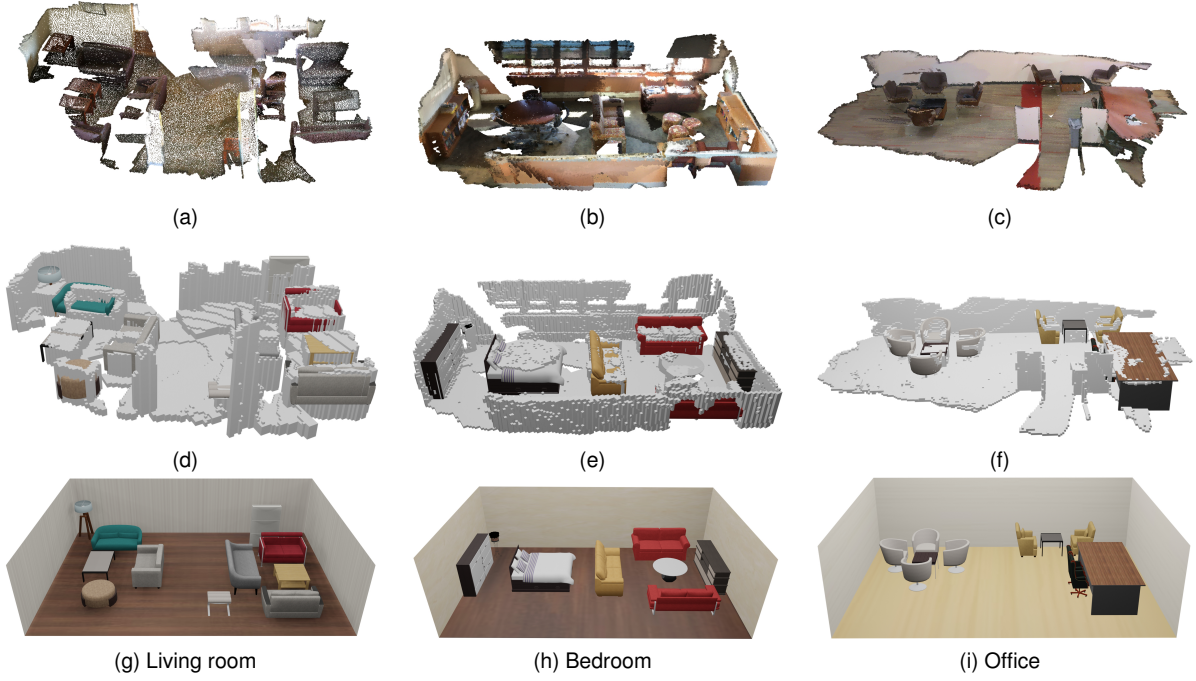 (a)
(b)
(c)
(d)
(e)
(f)
(g) Living room
(h) Bedroom
(i) Office